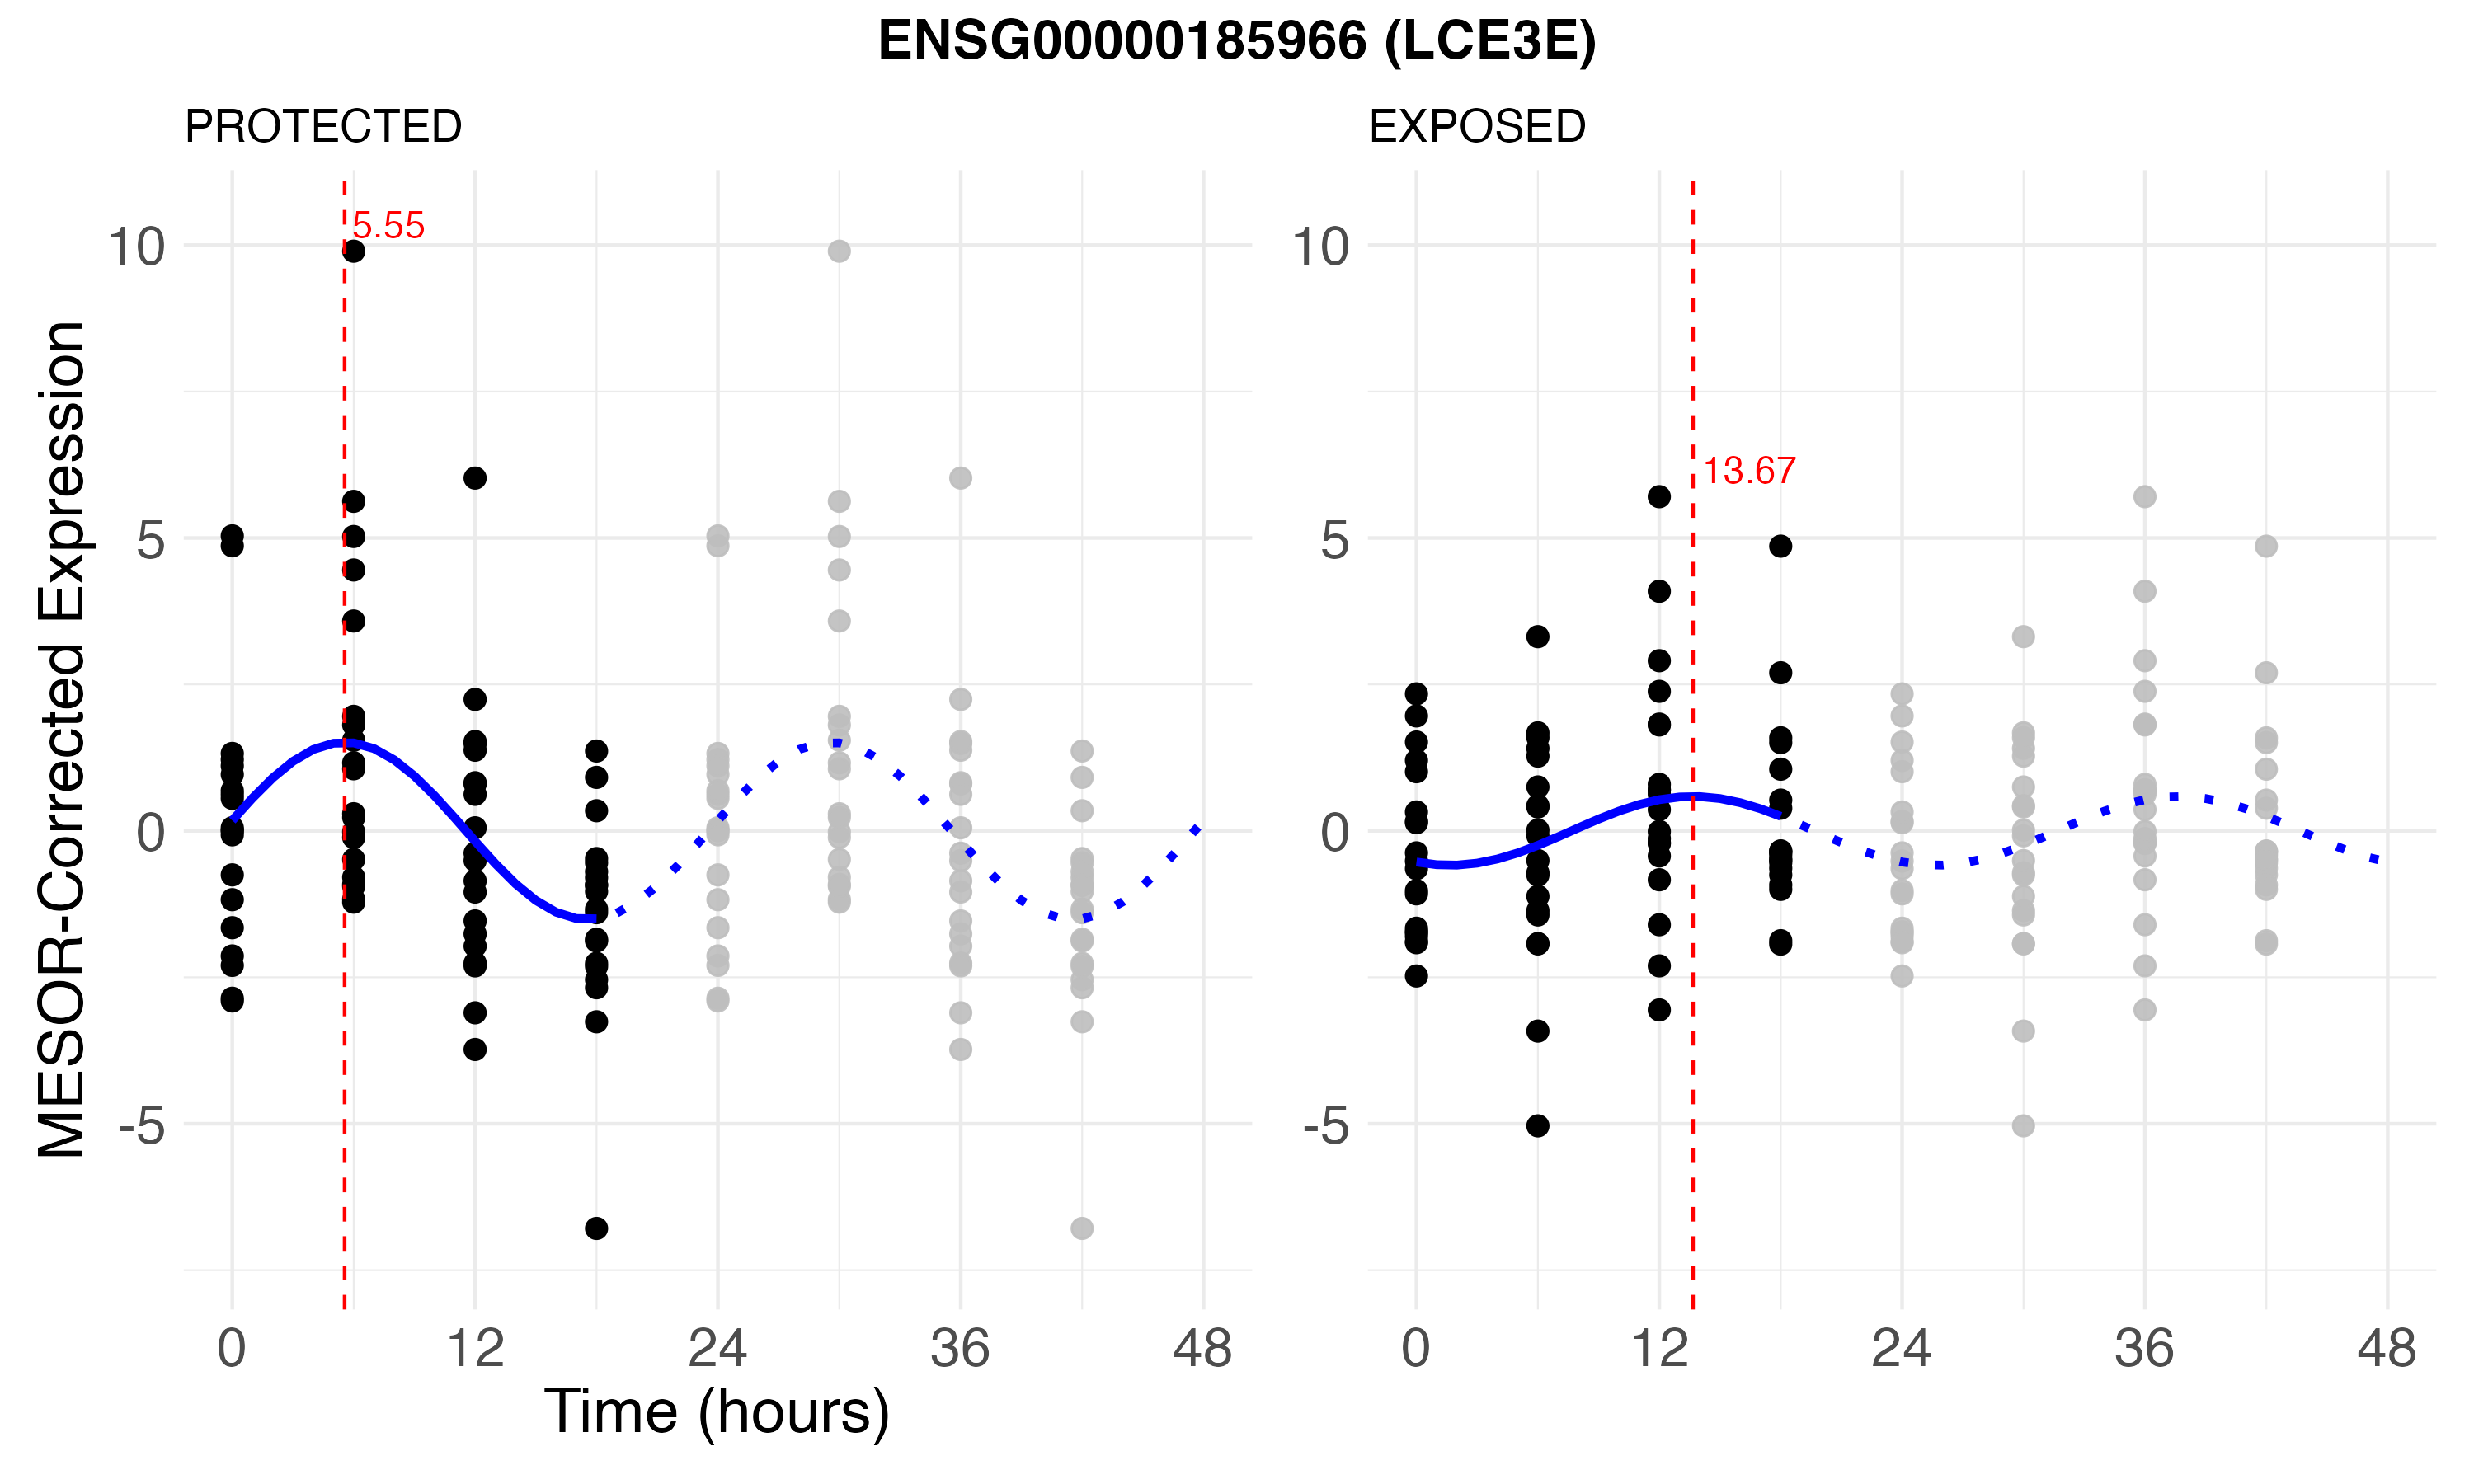 ENSG00000185966 (LCE3E)
PROTECTED
EXPOSED
MESOR-Corrected Expression
10
5
0
-5
5.55
0 12 24 36 48
Time (hours)
10
5
0
-5
13.67
0 12 24 36 48